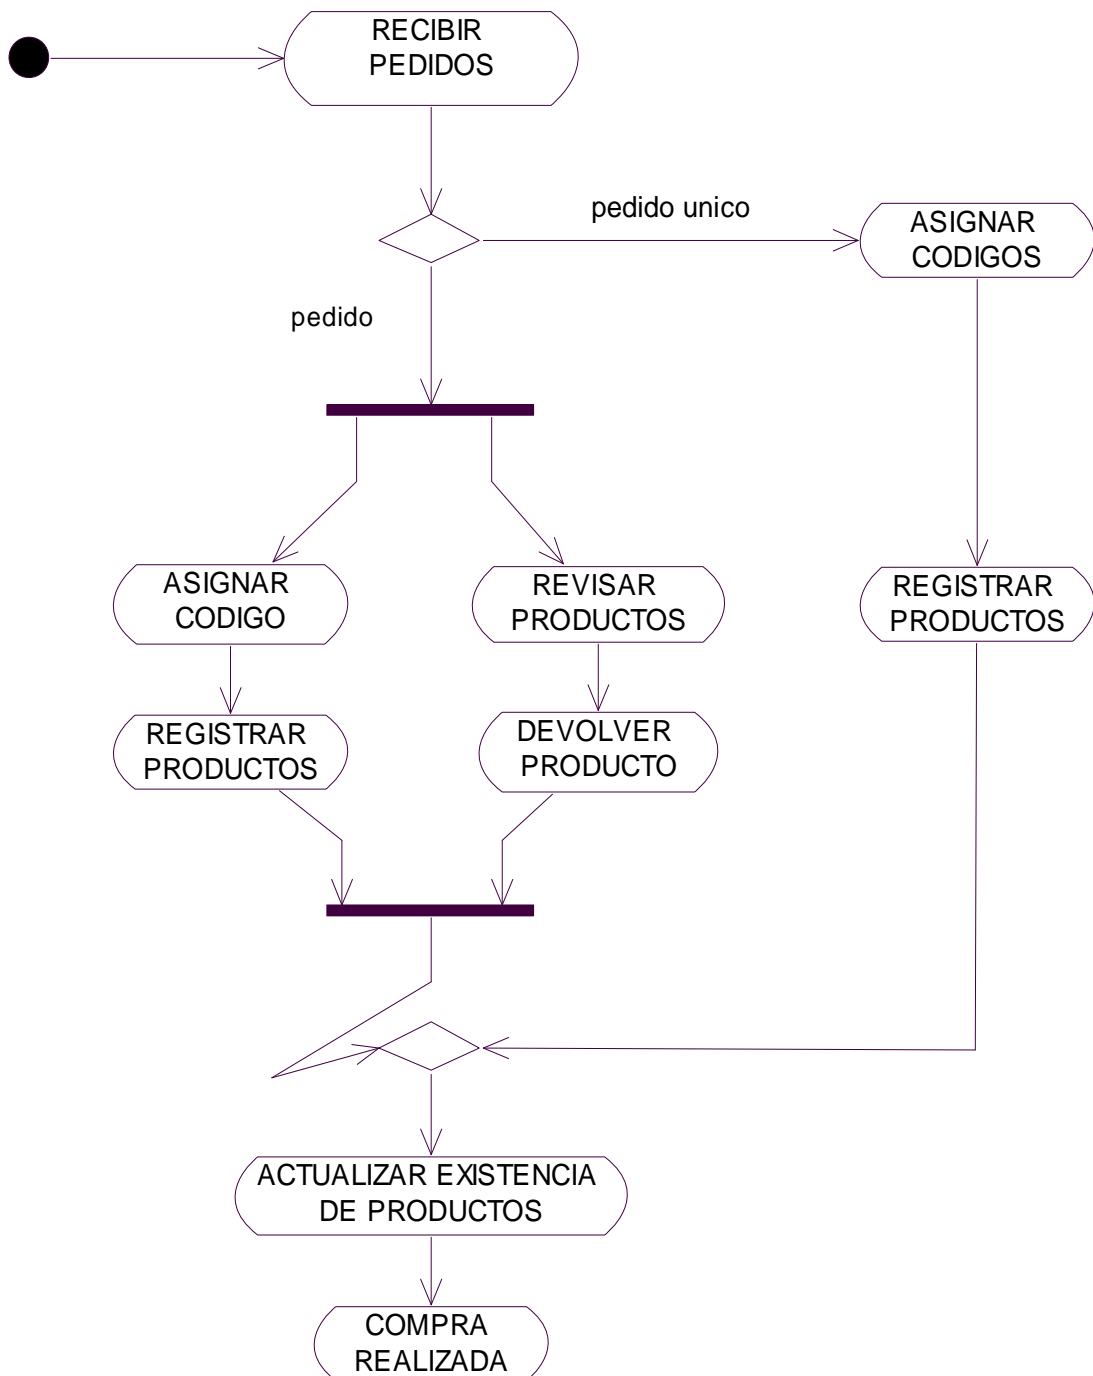 RECIBIR
PEDIDOS
pedido unico
ASIGNAR
CODIGOS
pedido
ASIGNAR
CODIGO
REVISAR
PRODUCTOS
REGISTRAR
PRODUCTOS
REGISTRAR
PRODUCTOS
DEVOLVER
PRODUCTO
ACTUALIZAR EXISTENCIA
DE PRODUCTOS
COMPRA
REALIZADA